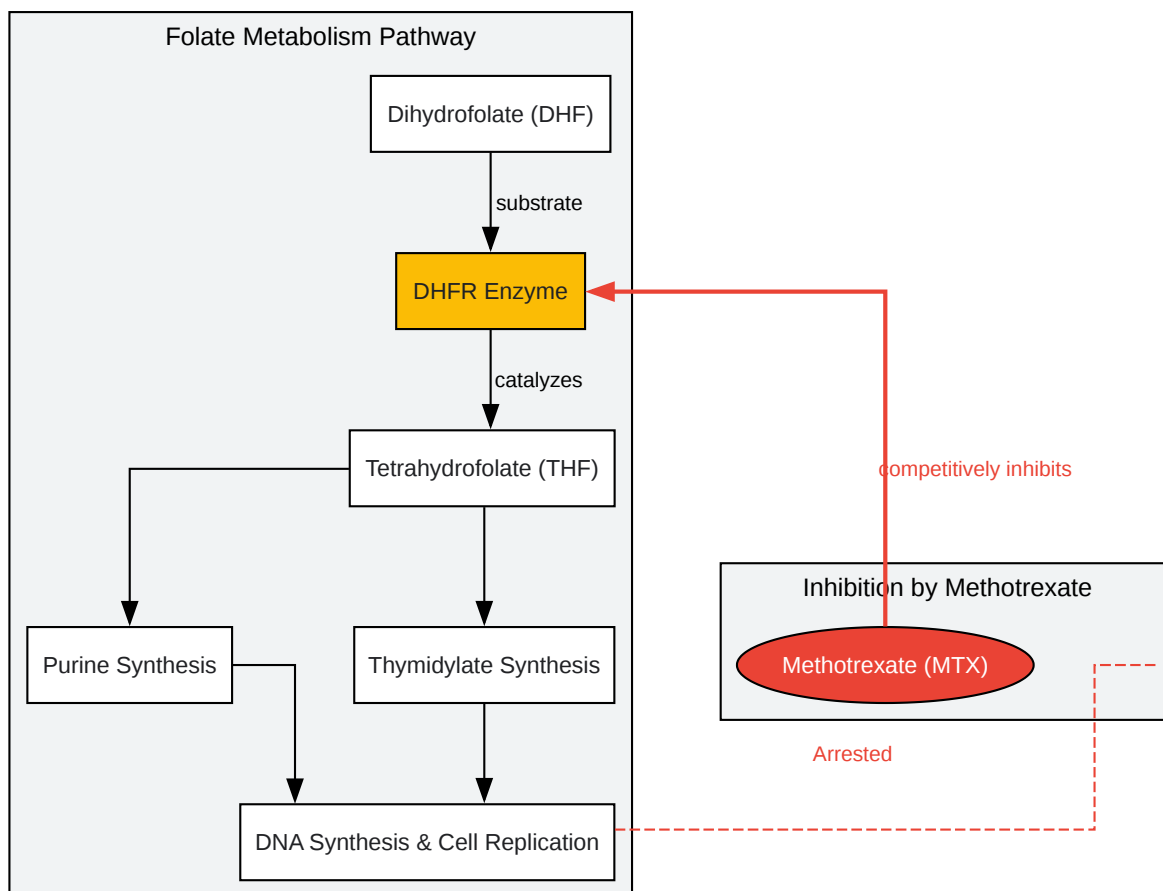 Folate Metabolism Pathway
Dihydrofolate (DHF)
substrate
DHFR Enzyme
catalyzes
Tetrahydrofolate (THF)
competitively inhibits
Inhibition by Methotrexate
Purine Synthesis
Thymidylate Synthesis
Methotrexate (MTX)
Arrested
DNA Synthesis & Cell Replication